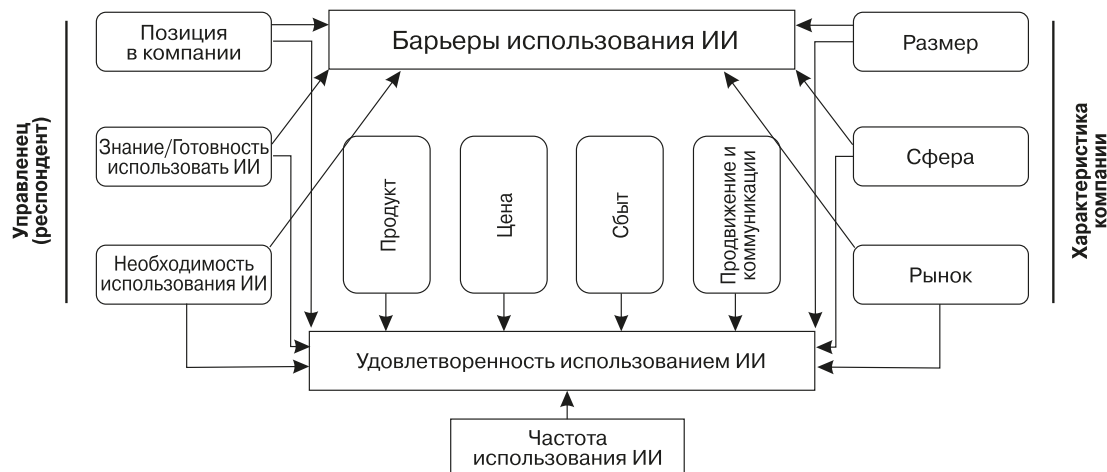 Позиция
в компании
Барьеры использования ИИ
Размер
Управленец
(респондент)
Знание/Готовность
использовать ИИ
Продукт
Цена
Сбыт
Продвижение и
коммуникации
Сфера
Характеристика
компании
Необходимость
использования ИИ
Рынок
Удовлетворенность использованием ИИ
Частота
использования ИИ